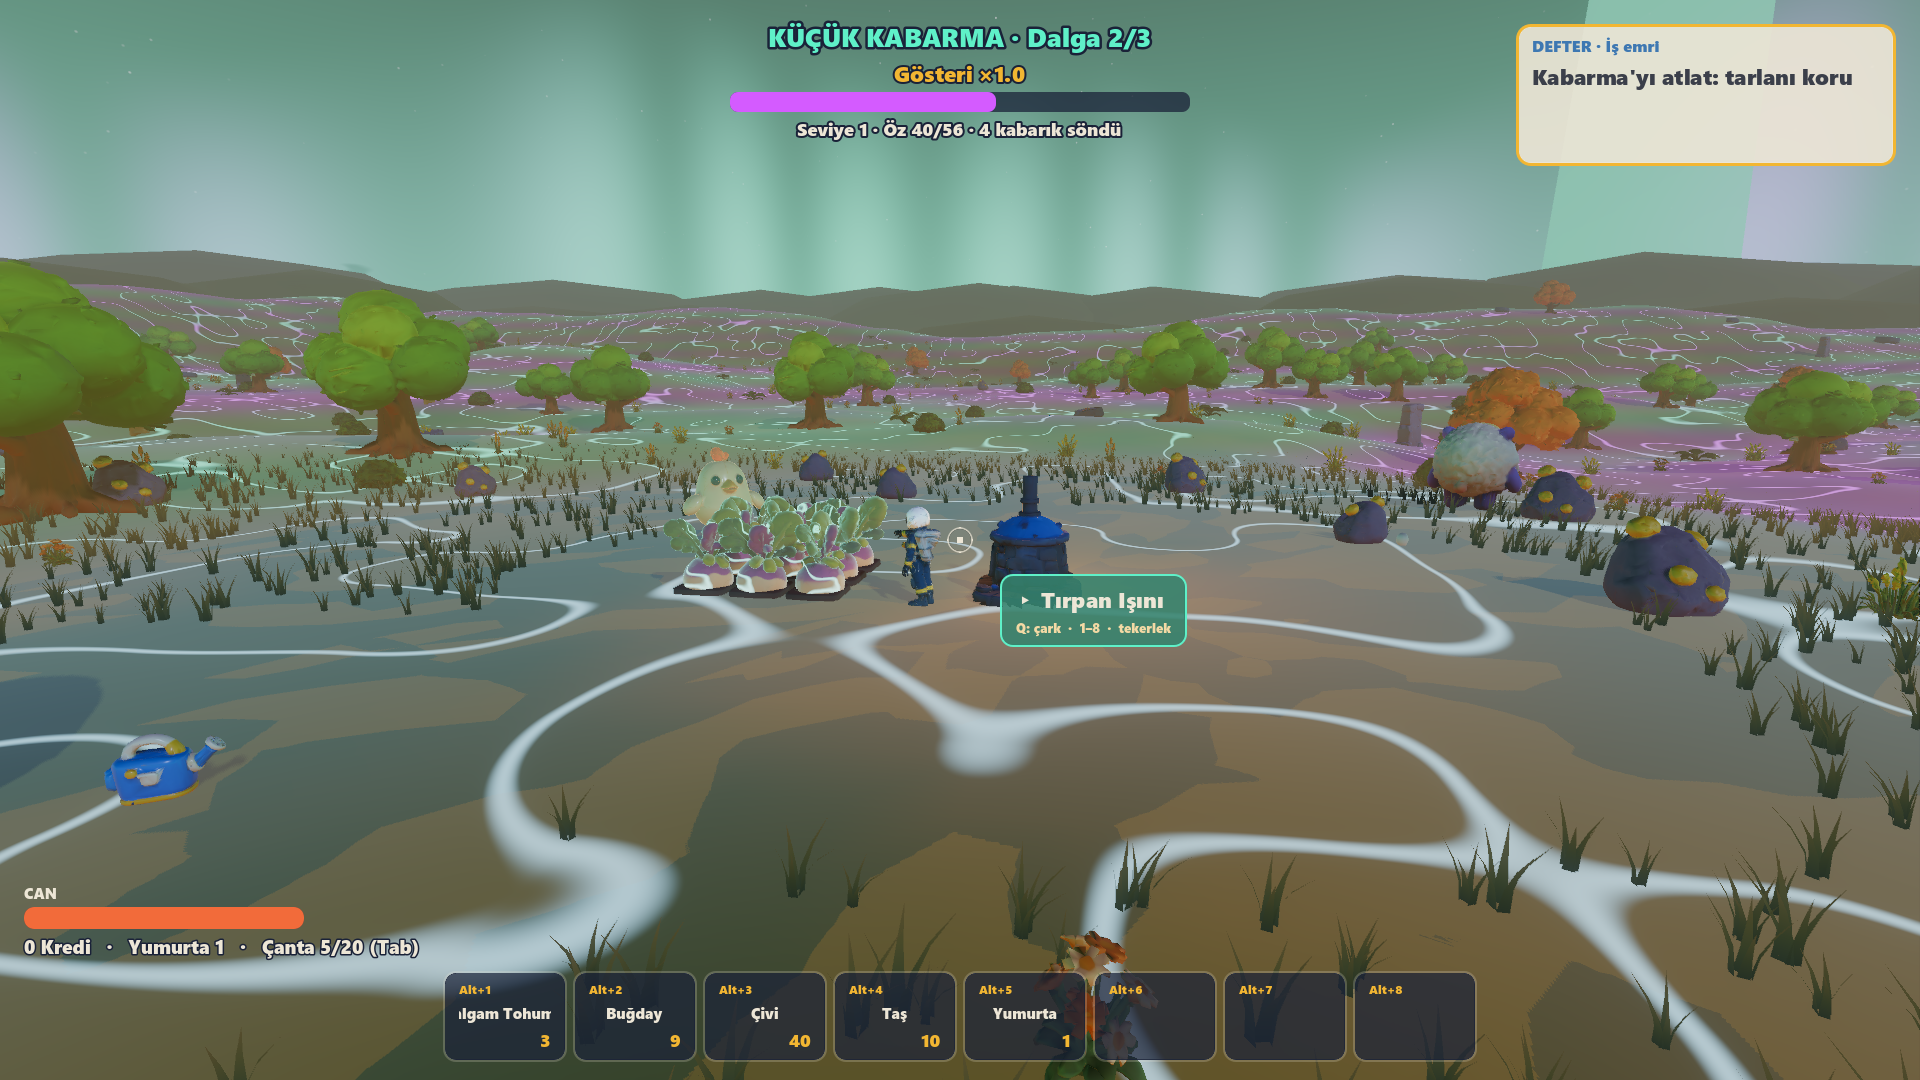 KÜÇÜK KABARMA · Dalga 2/3
Gösteri ×1.0
Seviye 1 · Öz 40/56 · 4 kabarık söndü
DEFTER · İş emri
Kabarma'yı atlat: tarlanı koru
▸ Tırpan Işını
Q: çark · 1–8 · tekerlek
CAN
0 Kredi · Yumurta 1 · Çanta 5/20 (Tab)
Alt+1
algam Tohum
3
Alt+2
Buğday
9
Alt+3
Çivi
40
Alt+4
Taş
10
Alt+5
Yumurta
1
Alt+6
Alt+7
Alt+8